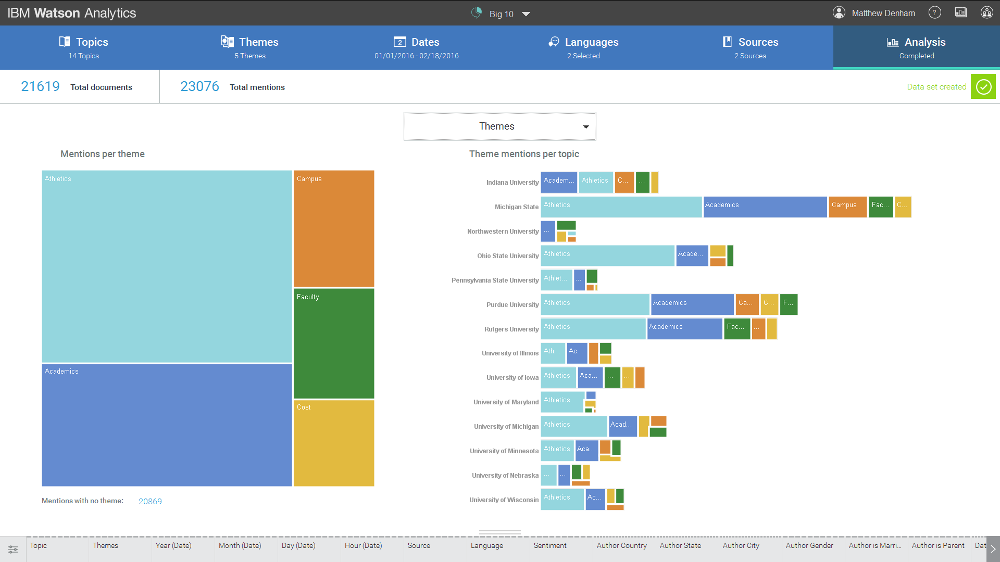 IBM Watson Analytics
Big 10
Matthew Denham
?
Topics
14 Topics
Themes
5 Themes
2
Dates
01/01/2016 - 02/18/2016
Languages
2 Selected
Sources
2 Sources
Analysis
Completed
21619 Total documents
23076 Total mentions
Data set created
Themes
Mentions per theme
Athletics
Campus
Faculty
Academics
Cost
Mentions with no theme: 20869
Theme mentions per topic
Indiana University Academ... Athletics C... ...
Michigan State Athletics Academics Campus Fac... C...
Northwestern University ...
Ohio State University Athletics Acade...
Pennsylvania State University Athlet... ...
Purdue University Athletics Academics Ca... C... F...
Rutgers University Athletics Academics Fac... ...
University of Illinois Ath... Ac...
University of Iowa Athletics Aca... ... ...
University of Maryland Athletics
University of Michigan Athletics Acad...
University of Minnesota Athletics Aca...
University of Nebraska ... ...
University of Wisconsin Athletics Ac...
Topic Themes Year (Date) Month (Date) Day (Date) Hour (Date) Source Language Sentiment Author Country Author State Author City Author Gender Author is Marri... Author is Parent Dat